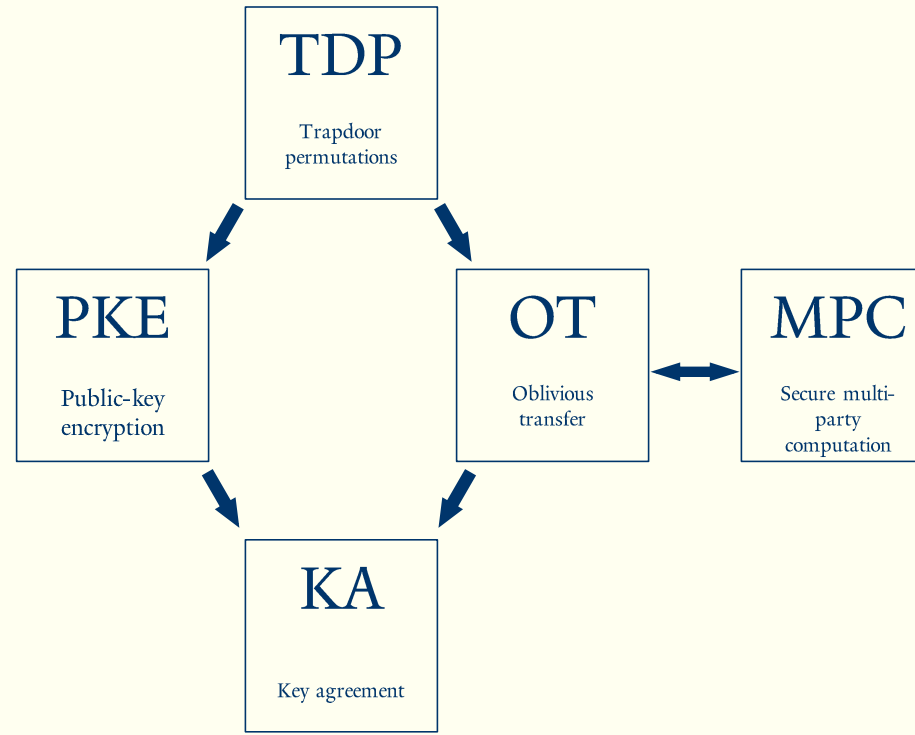 TDP
Trapdoor
permutations
PKE
Public-key
encryption
OT
Oblivious
transfer
MPC
Secure multi-
party
computation
KA
Key agreement